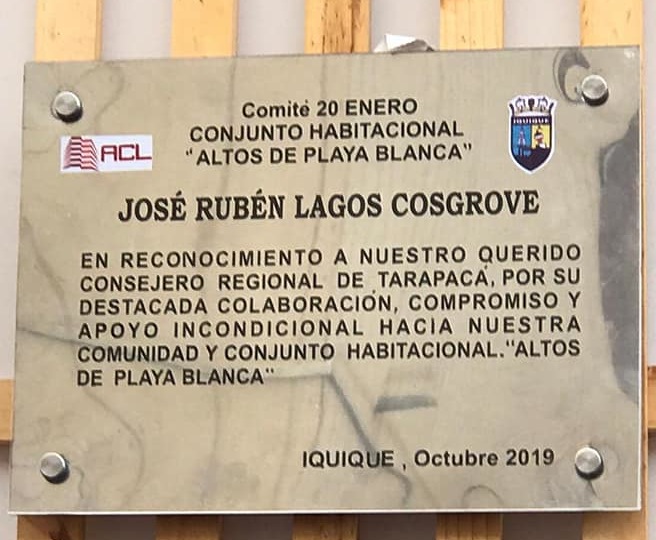 Comité 20 ENERO
CONJUNTO HABITACIONAL
"ALTOS DE PLAYA BLANCA"
ACL
IQUIQUE
JOSÉ RUBÉN LAGOS COSGROVE
EN RECONOCIMIENTO A NUESTRO QUERIDO
CONSEJERO REGIONAL DE TARAPACÁ, POR SU
DESTACADA COLABORACIÓN, COMPROMISO Y
APOYO INCONDICIONAL HACIA NUESTRA
COMUNIDAD Y CONJUNTO HABITACIONAL."ALTOS
DE PLAYA BLANCA"
IQUIQUE , Octubre 2019